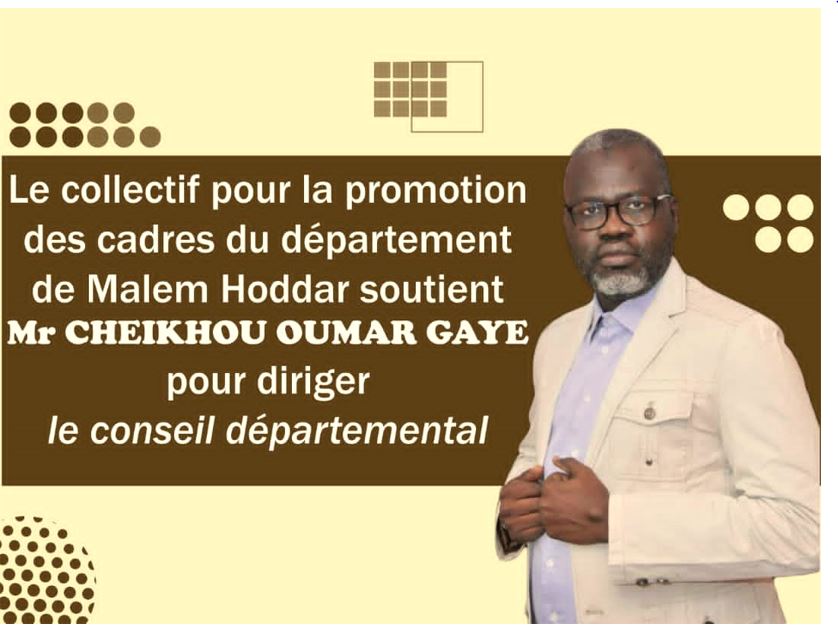 Le collectif pour la promotion
des cadres du département
de Malem Hoddar soutient
Mr CHEIKHOU OUMAR GAYE
pour diriger
le conseil départemental